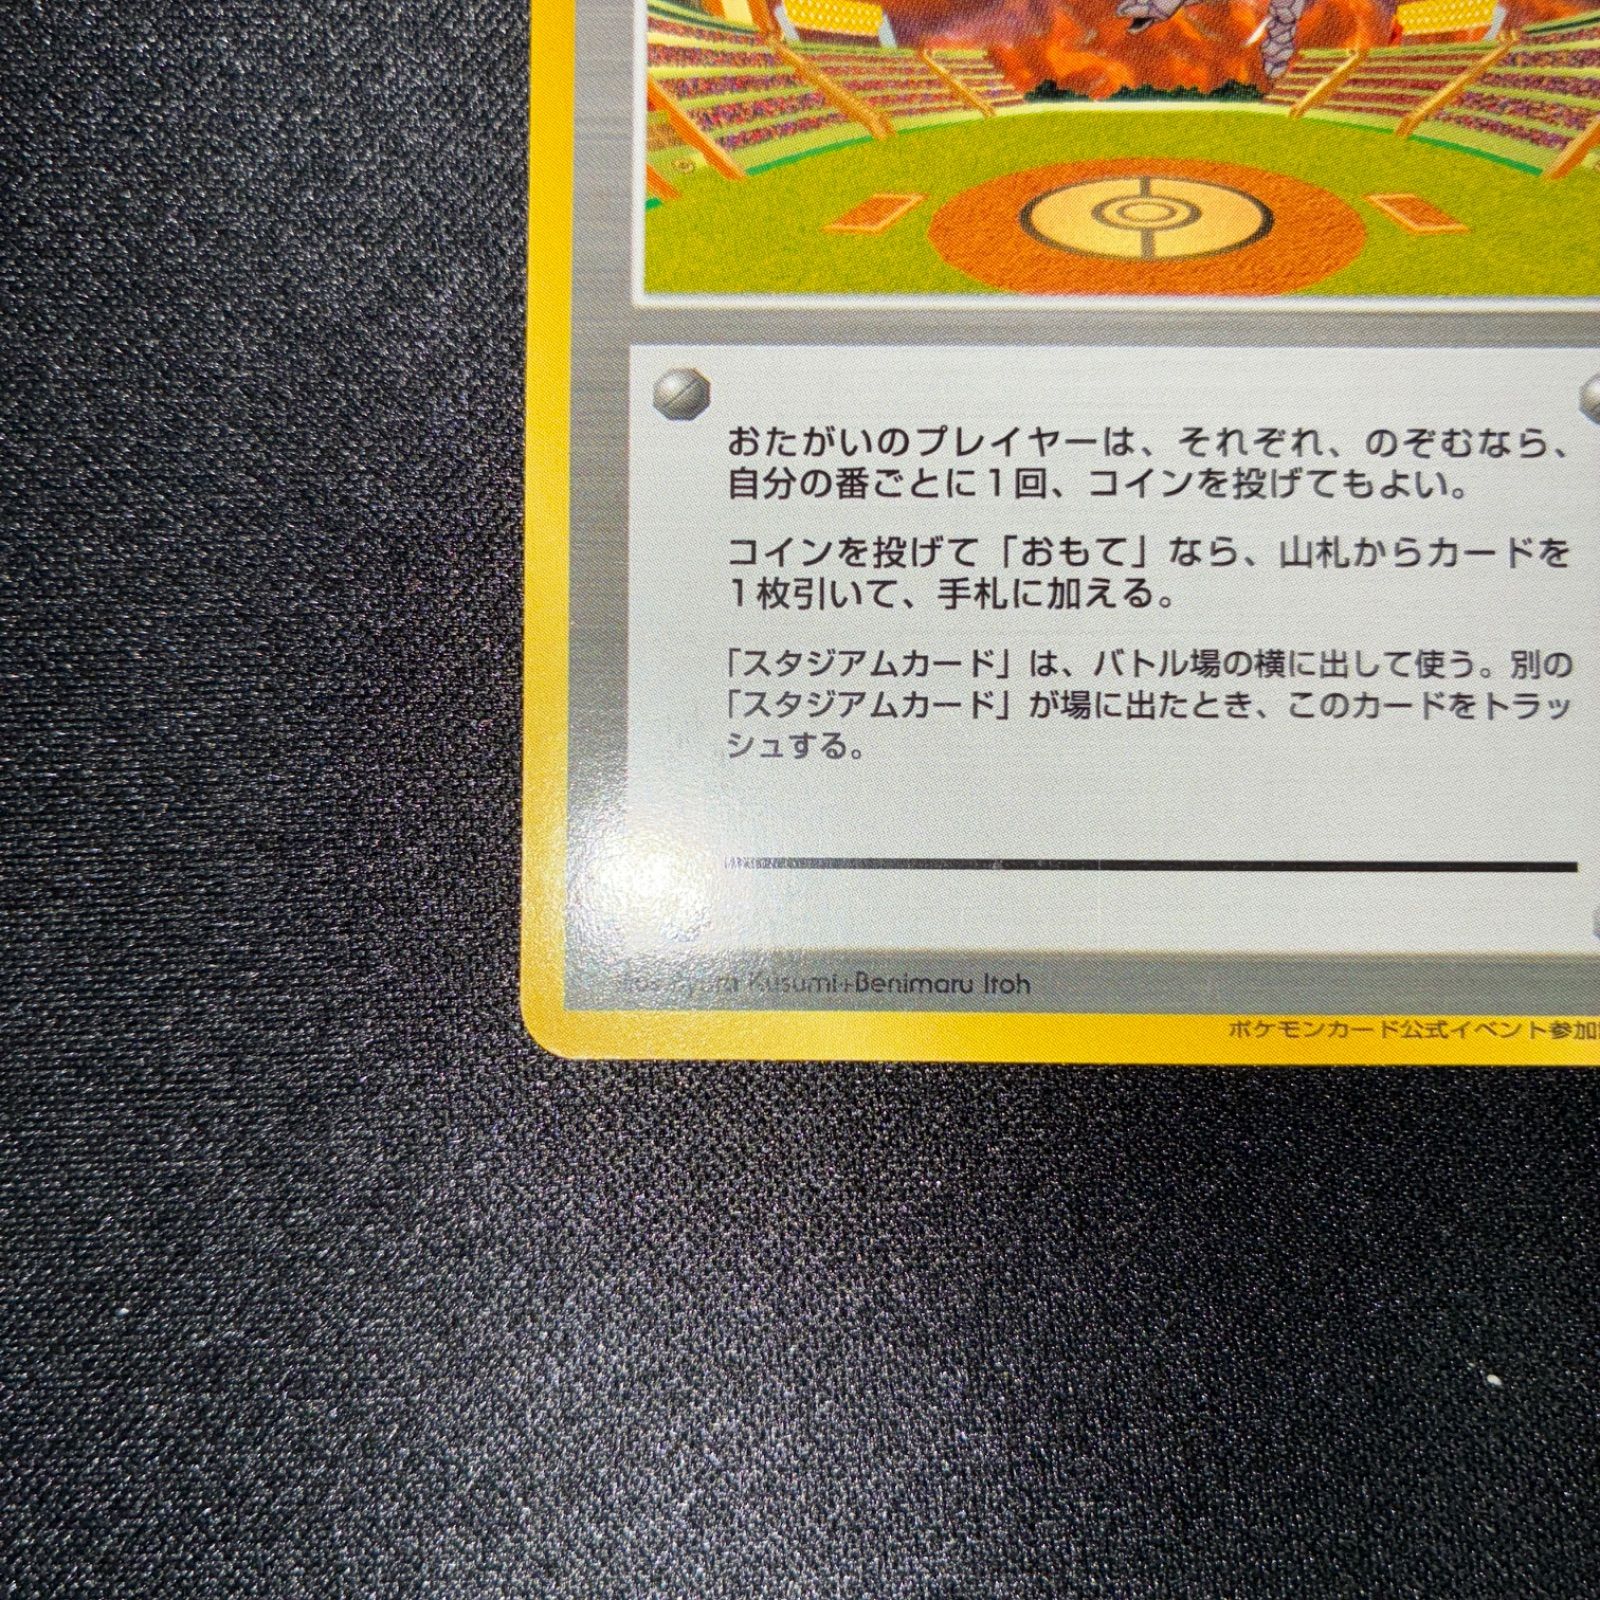 おたがいのプレイヤーは、それぞれ、のぞむなら、
自分の番ごとに1回、コインを投げてもよい。
コインを投げて「おもて」なら、山札からカードを
1枚引いて、手札に加える。
「スタジアムカード」は、バトル場の横に出して使う。別の
「スタジアムカード」が場に出たとき、このカードをトラッ
シュする。
Kusumi+Benimaru Itoh
ポケモンカード公式イベント参加